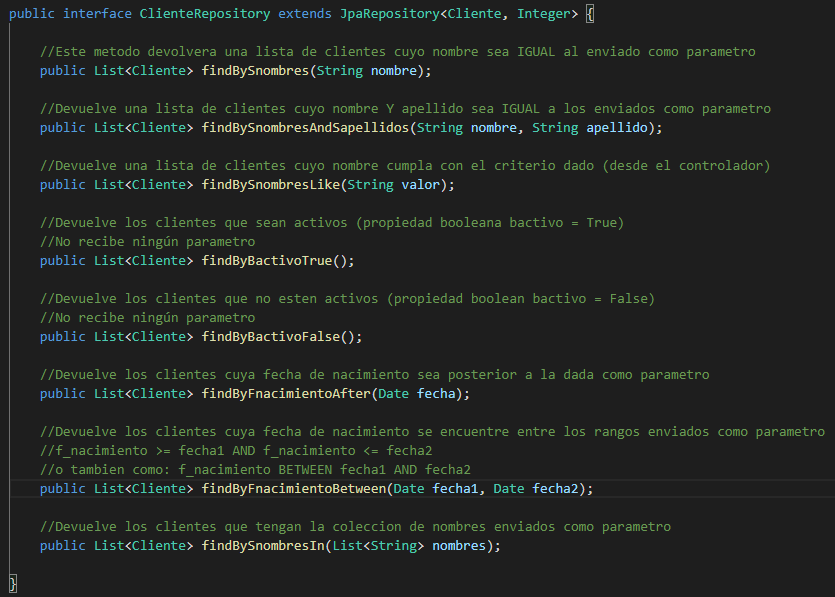 public interface ClienteRepository extends JpaRepository<Cliente, Integer> {
//Este metodo devolvera una lista de clientes cuyo nombre sea IGUAL al enviado como parametro
public List<Cliente> findBySnombres(String nombre);
//Devuelve una lista de clientes cuyo nombre Y apellido sea IGUAL a los enviados como parametro
public List<Cliente> findBySnombresAndSapellidos(String nombre, String apellido);
//Devuelve una lista de clientes cuyo nombre cumpla con el criterio dado (desde el controlador)
public List<Cliente> findBySnombresLike(String valor);
//Devuelve los clientes que sean activos (propiedad booleana bactivo = True)
//No recibe ningún parametro
public List<Cliente> findByBactivoTrue();
//Devuelve los clientes que no esten activos (propiedad boolean bactivo = False)
//No recibe ningún parametro
public List<Cliente> findByBactivoFalse();
//Devuelve los clientes cuya fecha de nacimiento sea posterior a la dada como parametro
public List<Cliente> findByFnacimientoAfter(Date fecha);
//Devuelve los clientes cuya fecha de nacimiento se encuentre entre los rangos enviados como parametro
//f_nacimiento >= fecha1 AND f_nacimiento <= fecha2
//o tambien como: f_nacimiento BETWEEN fecha1 AND fecha2
public List<Cliente> findByFnacimientoBetween(Date fecha1, Date fecha2);
//Devuelve los clientes que tengan la coleccion de nombres enviados como parametro
public List<Cliente> findBySnombresIn(List<String> nombres);
}